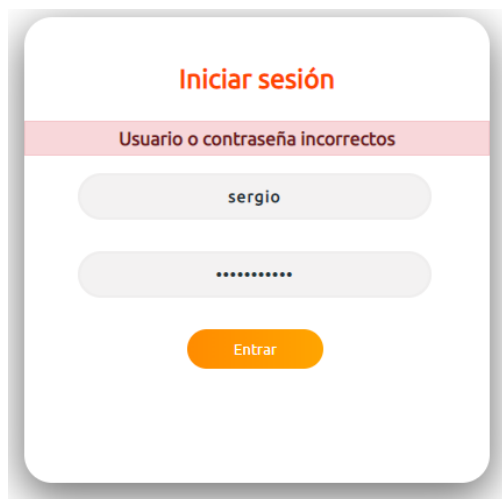 Iniciar sesión
Usuario o contraseña incorrectos
sergio
•••••••••••
Entrar